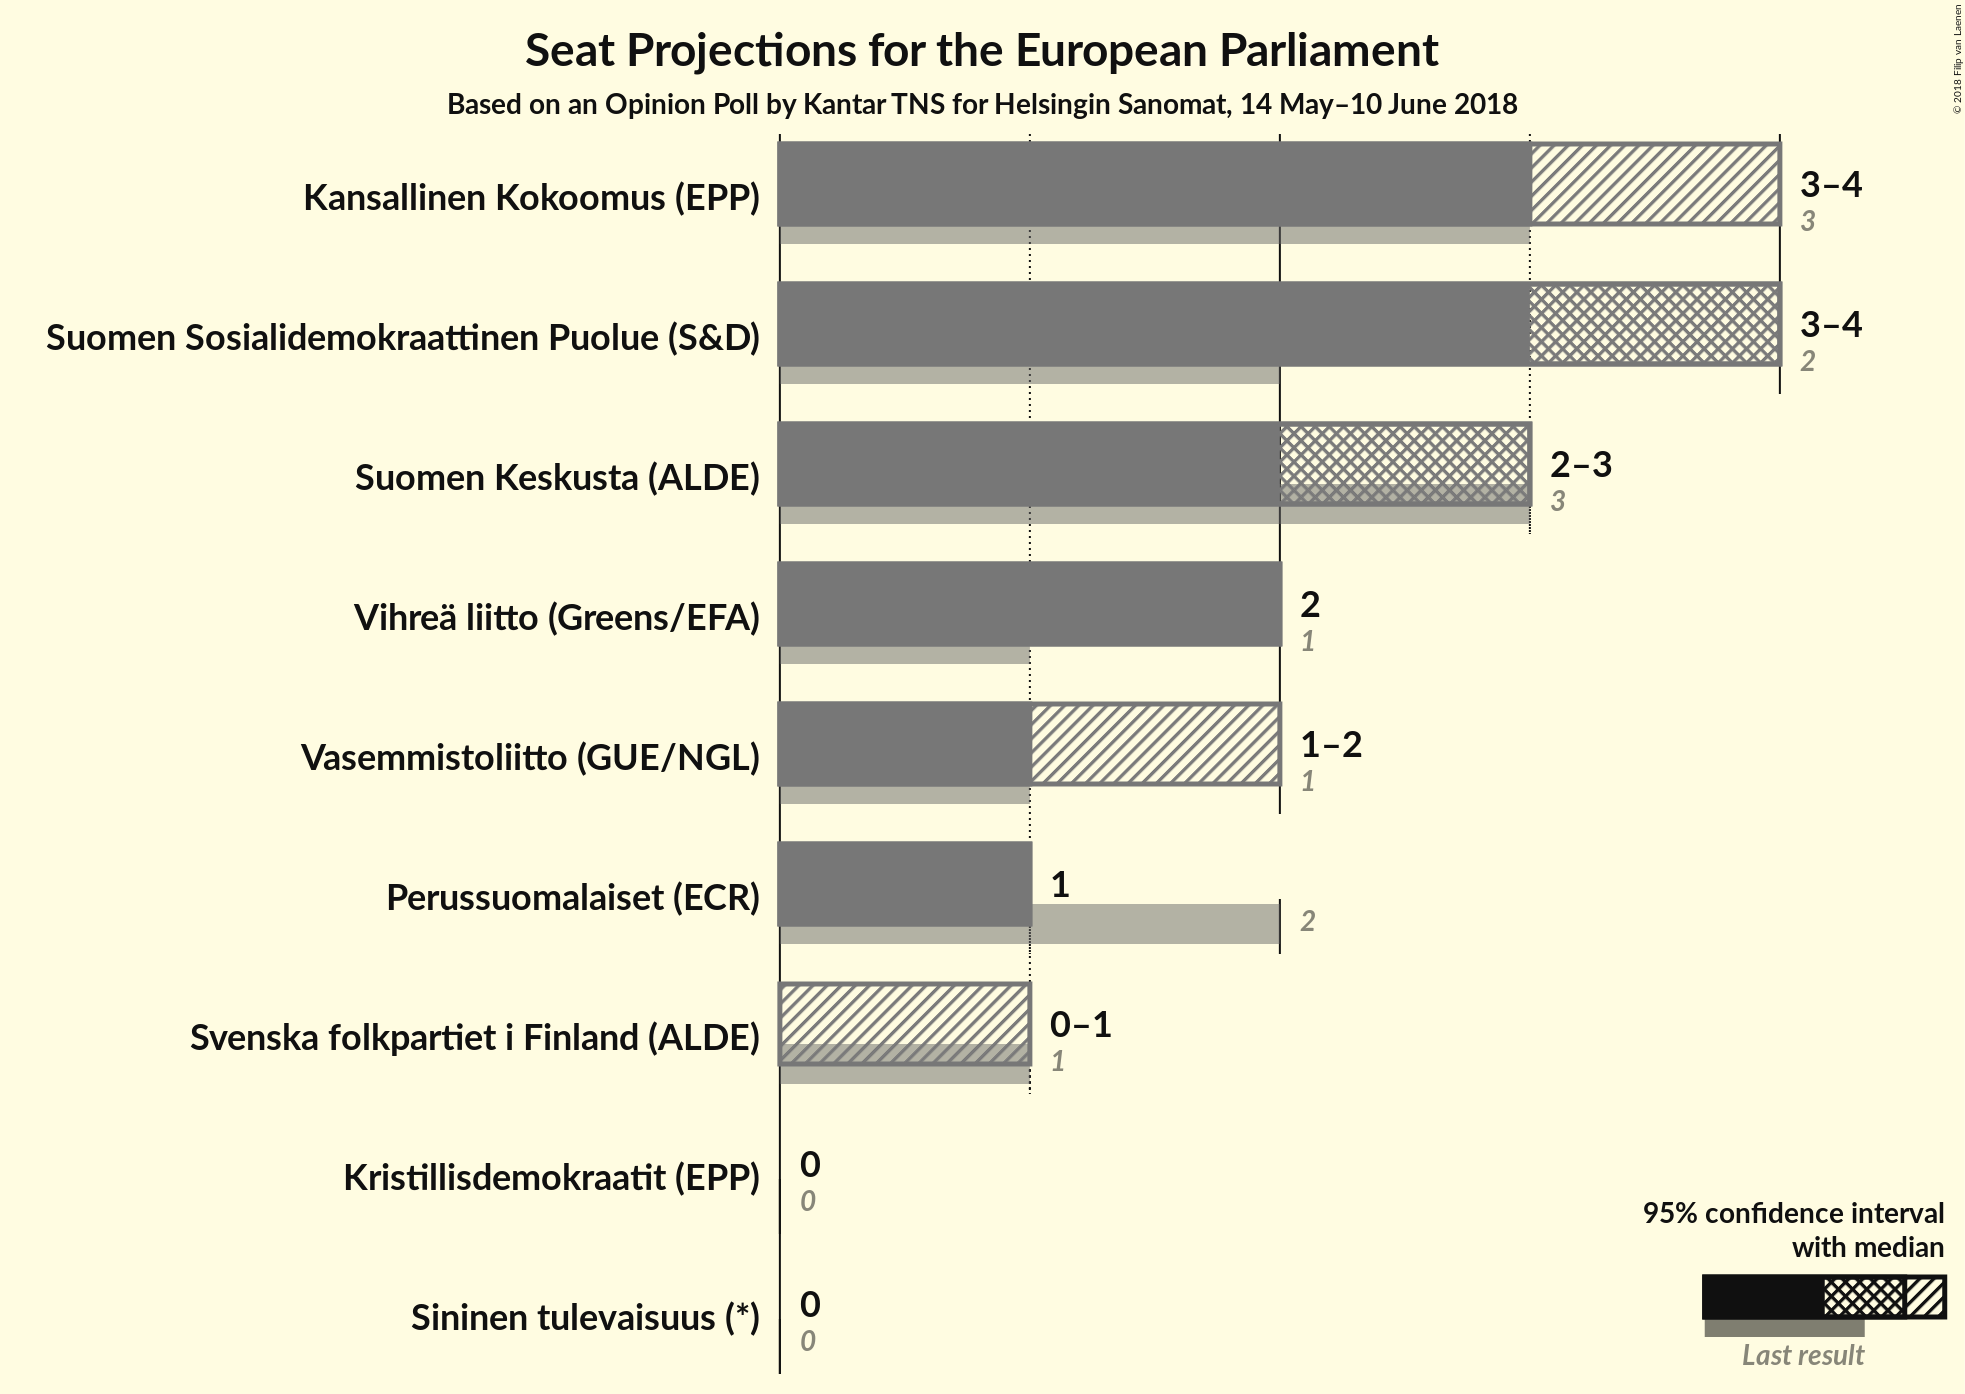 Seat Projections for the European Parliament
Based on an Opinion Poll by Kantar TNS for Helsingin Sanomat, 14 May–10 June 2018
© 2018 Filip van Laenen
Kansallinen Kokoomus (EPP)
3–4
3
Suomen Sosialidemokraattinen Puolue (S&D)
3–4
2
Suomen Keskusta (ALDE)
2–3
3
Vihreä liitto (Greens/EFA)
2
1
Vasemmistoliitto (GUE/NGL)
1–2
1
Perussuomalaiset (ECR)
1
2
Svenska folkpartiet i Finland (ALDE)
0–1
1
Kristillisdemokraatit (EPP)
0
0
Sininen tulevaisuus (*)
0
0
95% confidence interval
with median
Last result